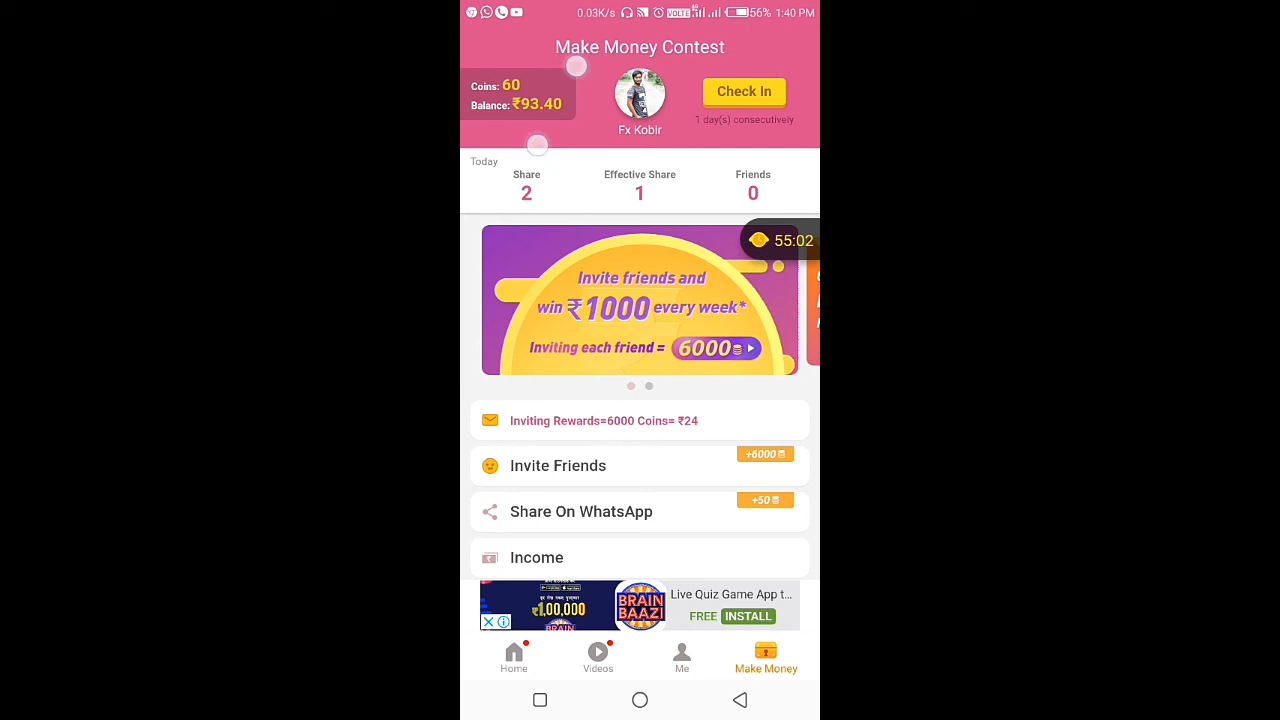 0.03K/s VOLTE 4G 56% 1:40 PM
Make Money Contest
Coins: 60
Balance: ₹93.40
Check In
1 day(s) consecutively
Fx Kobir
Today
Share
Effective Share
Friends
2
1
0
55:02
Invite friends and
win ₹1000 every week*
Inviting each friend = 6000
Inviting Rewards=6000 Coins= ₹24
+6000
Invite Friends
+50
Share On WhatsApp
Income
₹1,00,000
BRAIN
BAAZI
BRAIN
Live Quiz Game App t...
FREE INSTALL
Home
Videos
Me
Make Money